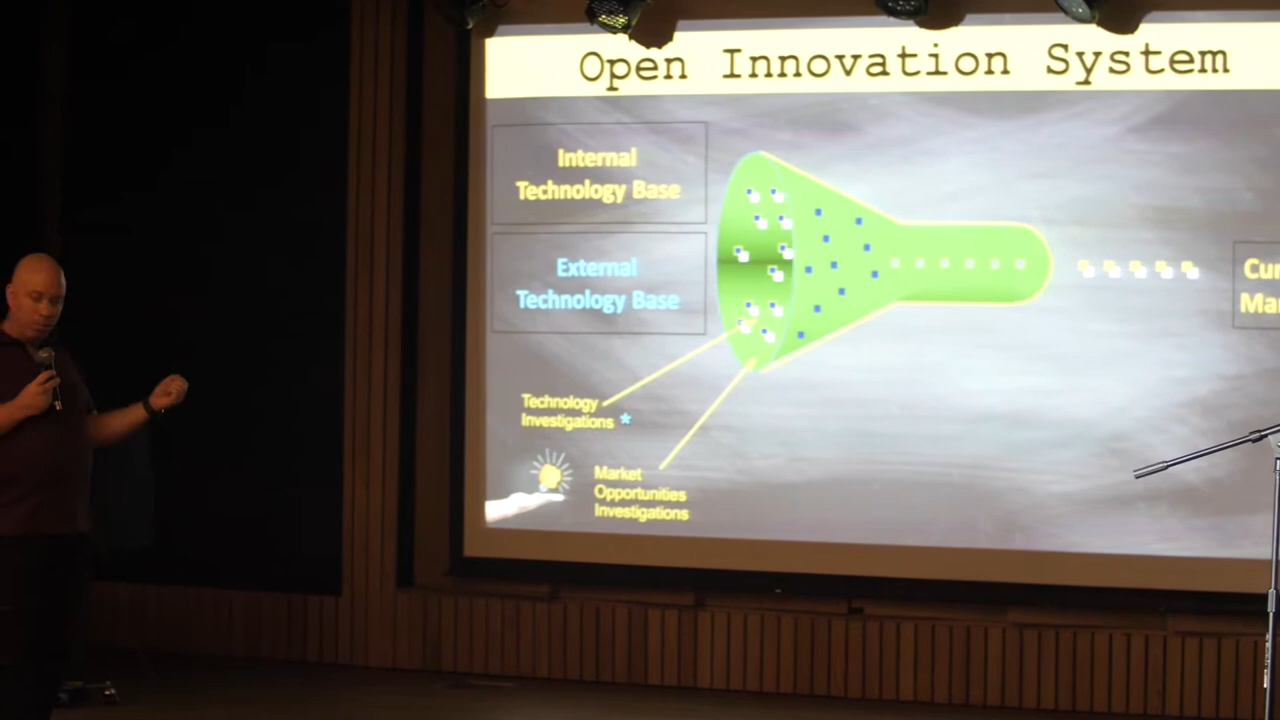 Open Innovation System
Internal
Technology Base
External
Technology Base
Technology
Investigations *
Market
Opportunities
Investigations